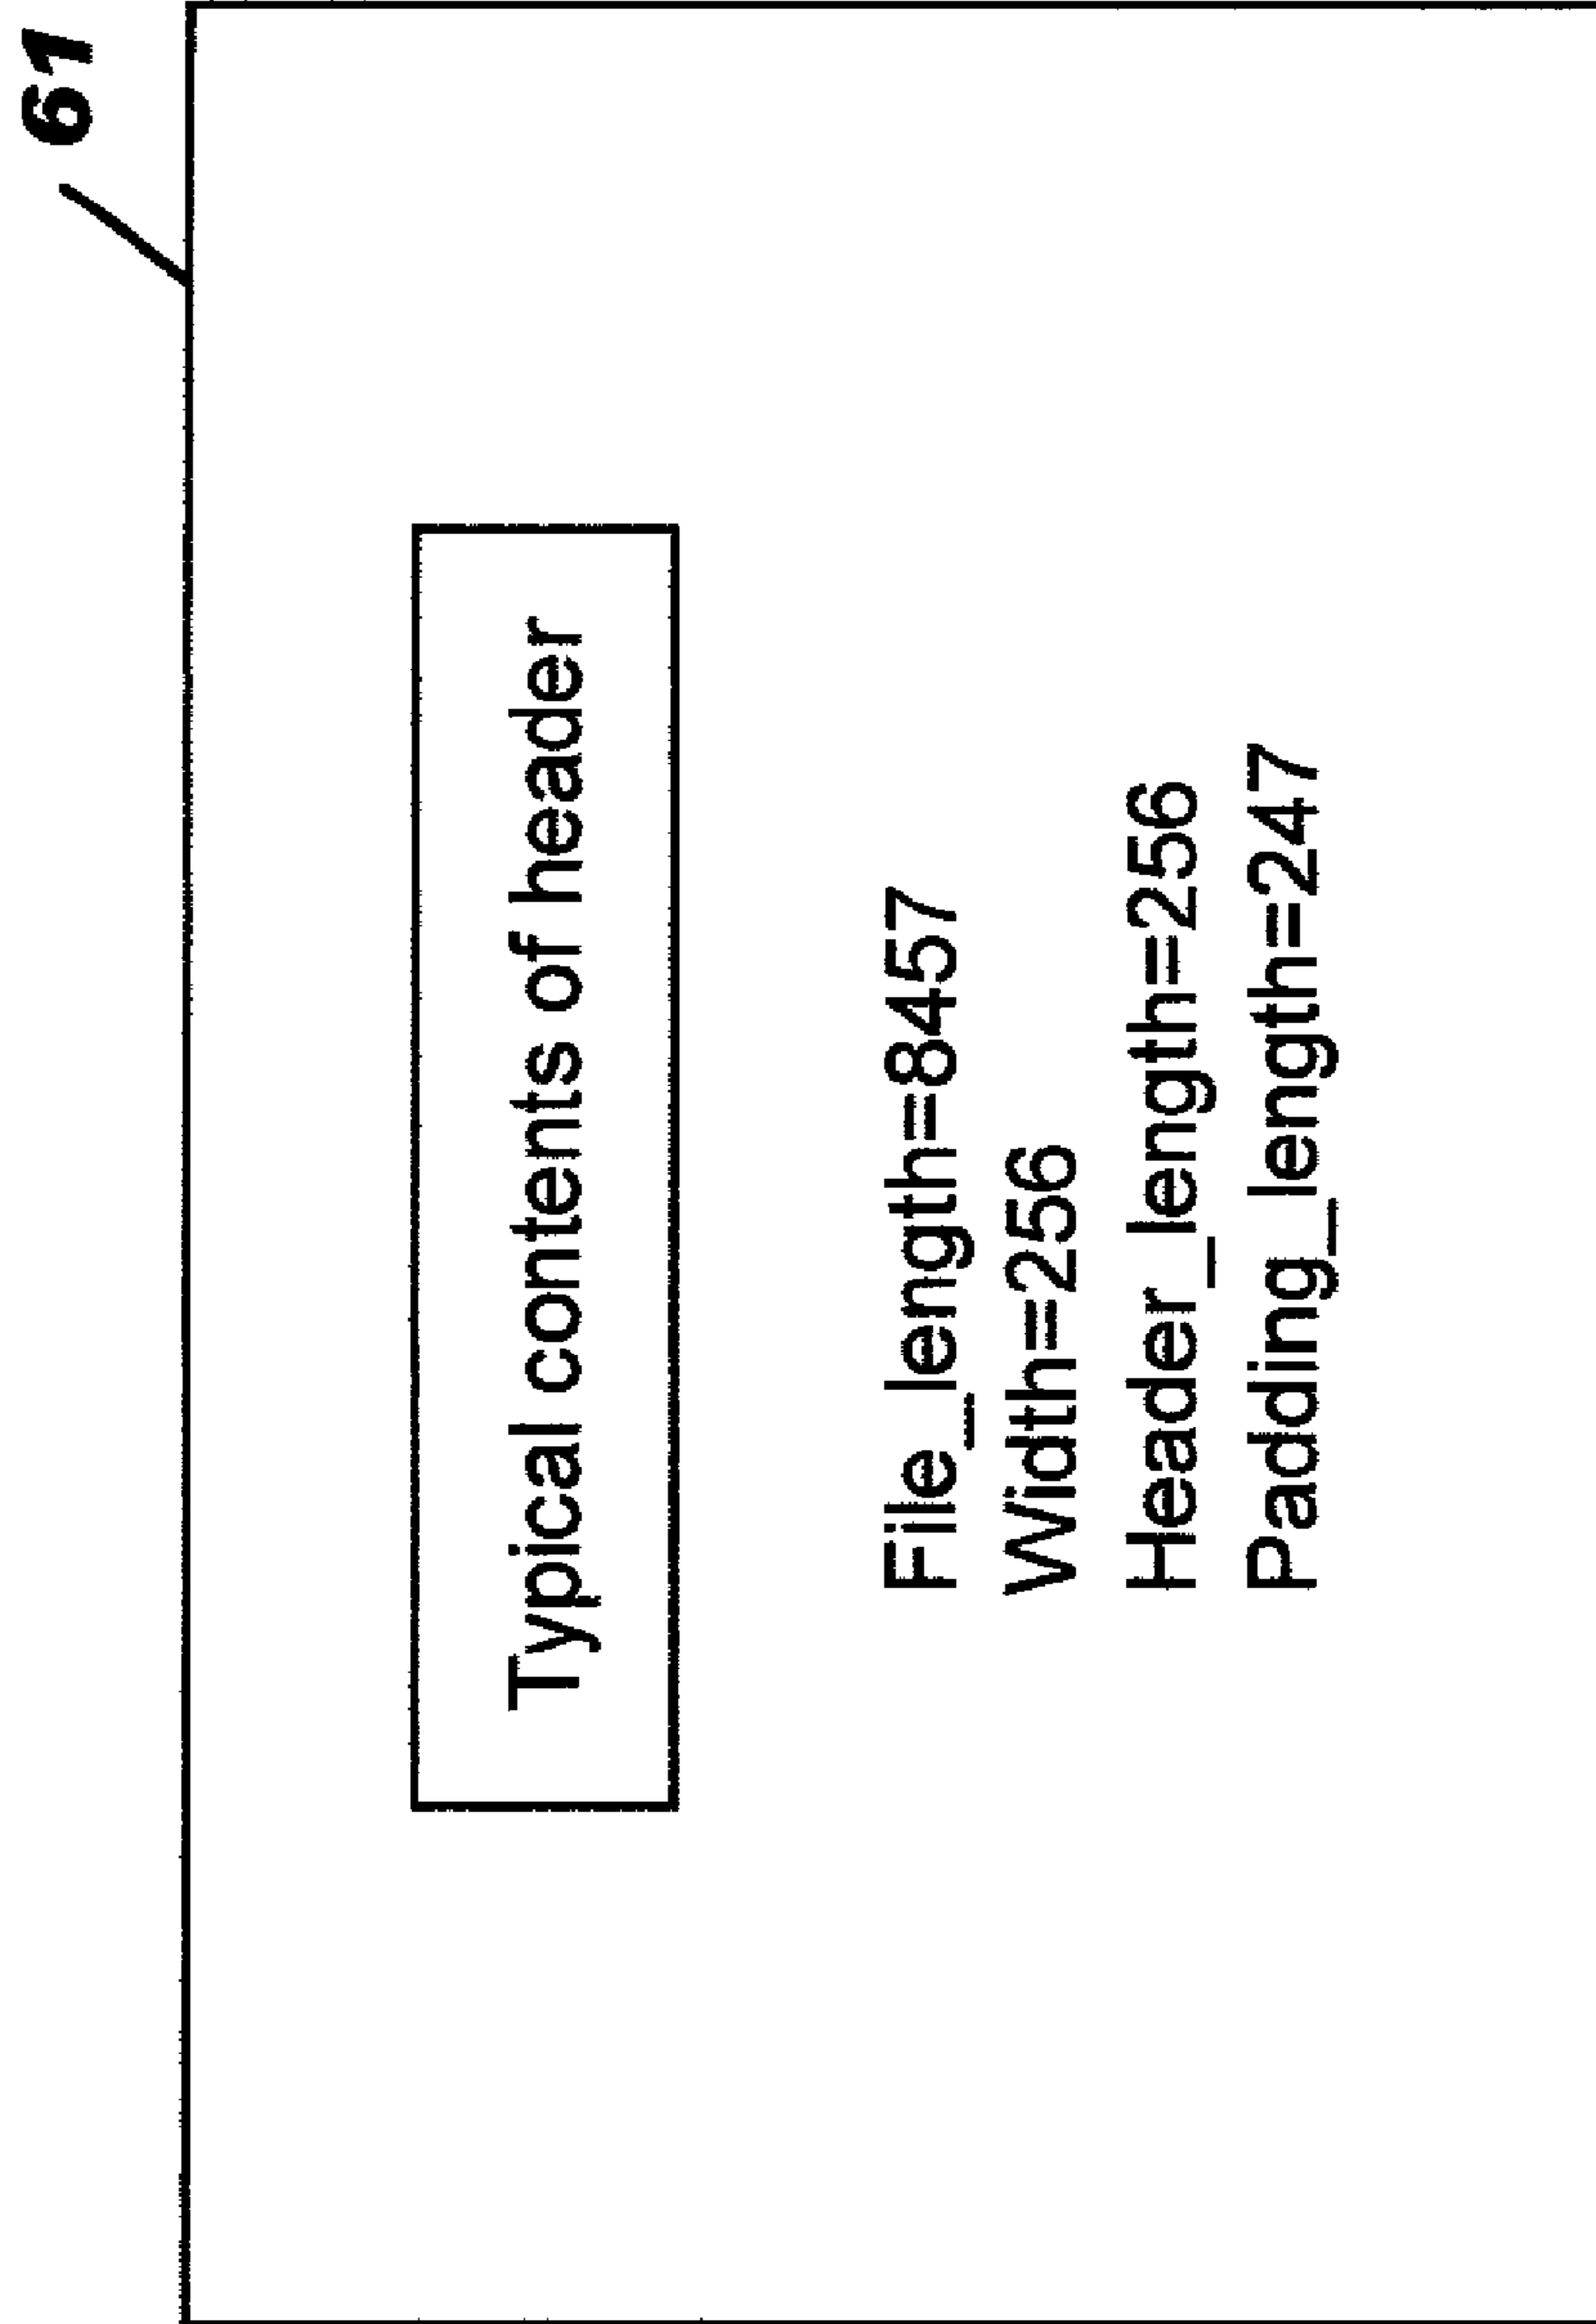 61
Typical contents of header
File_length=8457
Width=256
Header_length=256
Padding_length=247